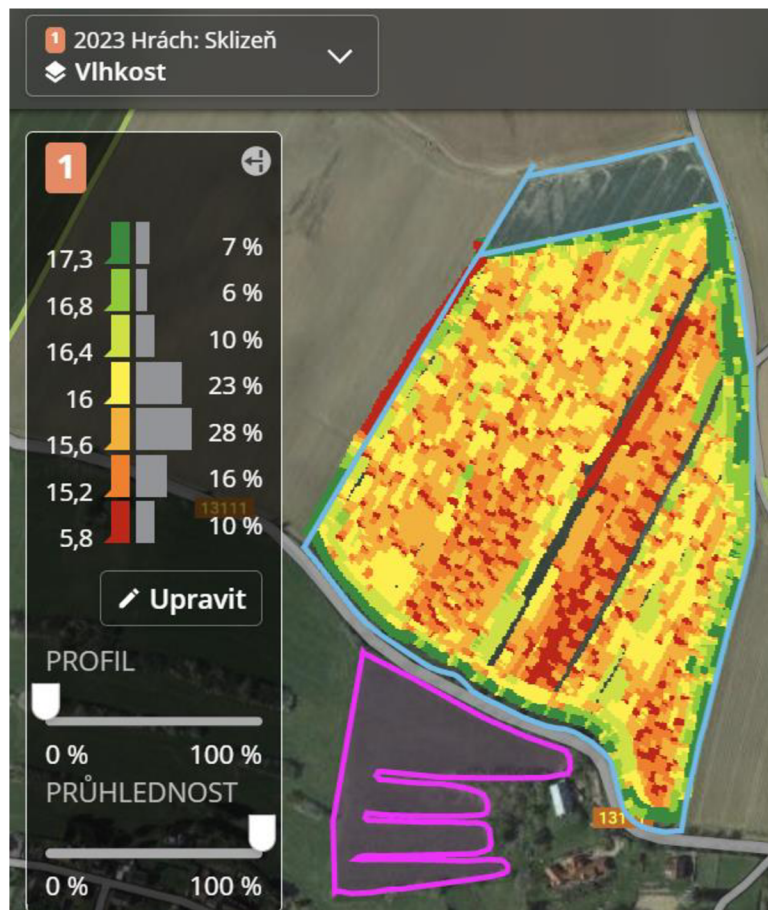 1 2023 Hrách: Sklizeň
Vlhkost
1
17,3 7 %
16,8 6 %
16,4 10 %
16 23 %
15,6 28 %
15,2 16 %
13111
5,8 10 %
Upravit
PROFIL
0 % 100 %
PRŮHLEDNOST
0 % 100 %